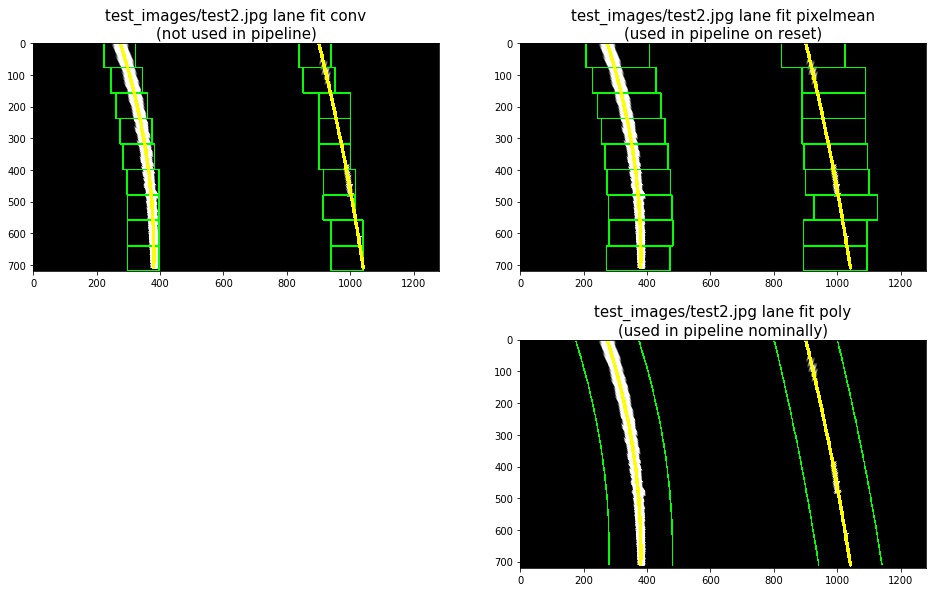 test_images/test2.jpg lane fit conv
(not used in pipeline)
0
100
200
300
400
500
600
700
0 200 400 600 800 1000 1200
test_images/test2.jpg lane fit pixelmean
(used in pipeline on reset)
0
100
200
300
400
500
600
700
0 200 400 600 800 1000 1200
test_images/test2.jpg lane fit poly
(used in pipeline nominally)
0
100
200
300
400
500
600
700
0 200 400 600 800 1000 1200